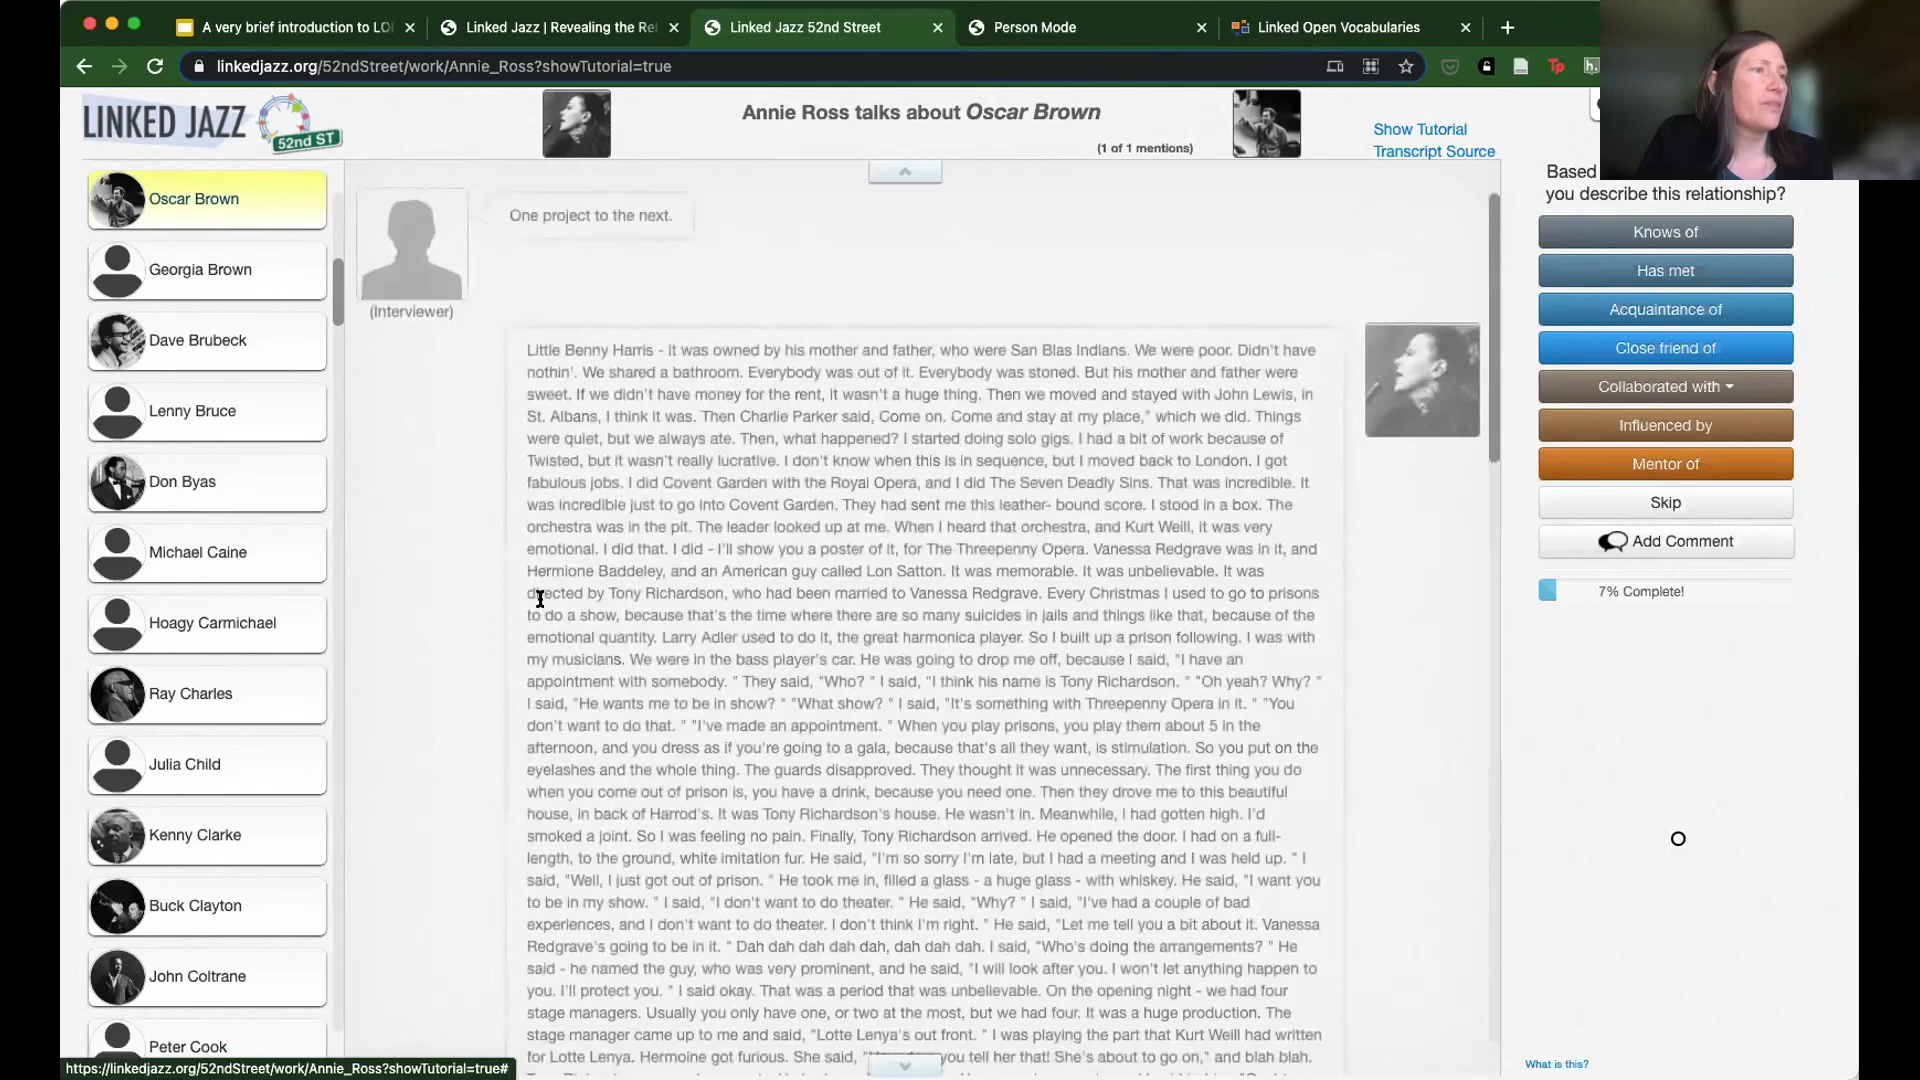 A very brief introduction to LOI
Linked Jazz | Revealing the Re
Linked Jazz 52nd Street
Person Mode
Linked Open Vocabularies
linkedjazz.org/52ndStreet/work/Annie_Ross?showTutorial=true
Tp
h.
LINKED JAZZ
52nd ST
Annie Ross talks about Oscar Brown
(1 of 1 mentions)
Show Tutorial
Transcript Source
Oscar Brown
Georgia Brown
Dave Brubeck
Lenny Bruce
Don Byas
Michael Caine
Hoagy Carmichael
Ray Charles
Julia Child
Kenny Clarke
Buck Clayton
John Coltrane
Peter Cook
(Interviewer)
One project to the next.
Little Benny Harris - it was owned by his mother and father, who were San Blas Indians. We were poor. Didn't have
nothin'. We shared a bathroom. Everybody was out of it. Everybody was stoned. But his mother and father were
sweet. If we didn't have money for the rent, it wasn't a huge thing. Then we moved and stayed with John Lewis, in
St. Albans, I think it was. Then Charlie Parker said, Come on. Come and stay at my place," which we did. Things
were quiet, but we always ate. Then, what happened? I started doing solo gigs. I had a bit of work because of
Twisted, but it wasn't really lucrative. I don't know when this is in sequence, but I moved back to London. I got
fabulous jobs. I did Covent Garden with the Royal Opera, and I did The Seven Deadly Sins. That was incredible. It
was incredible just to go into Covent Garden. They had sent me this leather- bound score. I stood in a box. The
orchestra was in the pit. The leader looked up at me. When I heard that orchestra, and Kurt Weill, it was very
emotional. I did that. I did - I'll show you a poster of it, for The Threepenny Opera. Vanessa Redgrave was in it, and
Hermione Baddeley, and an American guy called Lon Satton. It was memorable. It was unbelievable. It was
directed by Tony Richardson, who had been married to Vanessa Redgrave. Every Christmas I used to go to prisons
to do a show, because that's the time where there are so many suicides in jails and things like that, because of the
emotional quantity. Larry Adler used to do it, the great harmonica player. So I built up a prison following. I was with
my musicians. We were in the bass player's car. He was going to drop me off, because I said, "I have an
appointment with somebody. " They said, "Who? " I said, "I think his name is Tony Richardson. " "Oh yeah? Why? "
I said, "He wants me to be in show? " "What show? " I said, "It's something with Threepenny Opera in it. " "You
don't want to do that. " "I've made an appointment. " When you play prisons, you play them about 5 in the
afternoon, and you dress as if you're going to a gala, because that's all they want, is stimulation. So you put on the
eyelashes and the whole thing. The guards disapproved. They thought it was unnecessary. The first thing you do
when you come out of prison is, you have a drink, because you need one. Then they drove me to this beautiful
house, in back of Harrod's. It was Tony Richardson's house. He wasn't in. Meanwhile, I had gotten high. I'd
smoked a joint. So I was feeling no pain. Finally, Tony Richardson arrived. He opened the door. I had on a full-
length, to the ground, white imitation fur. He said, "I'm so sorry I'm late, but I had a meeting and I was held up. " I
said, "Well, I just got out of prison. " He took me in, filled a glass - a huge glass - with whiskey. He said, "I want you
to be in my show. " I said, "I don't want to do theater. " He said, "Why? " I said, "I've had a couple of bad
experiences, and I don't want to do theater. I don't think I'm right. " He said, "Let me tell you a bit about it. Vanessa
Redgrave's going to be in it. " Dah dah dah dah dah, dah dah dah. I said, "Who's doing the arrangements? " He
said - he named the guy, who was very prominent, and he said, "I will look after you. I won't let anything happen to
you. I'll protect you. " I said okay. That was a period that was unbelievable. On the opening night - we had four
stage managers. Usually you only have one, or two at the most, but we had four. It was a huge production. The
stage manager came up to me and said, "Lotte Lenya's out front. " I was playing the part that Kurt Weill had written
for Lotte Lenya. Hermoine got furious. She said, you tell her that! She's about to go on," and blah blah.
Based
you describe this relationship?
Knows of
Has met
Acquaintance of
Close friend of
Collaborated with
Influenced by
Mentor of
Skip
Add Comment
7% Complete!
What is this?
https://linkedjazz.org/52ndStreet/work/Annie_Ross?showTutorial=true#